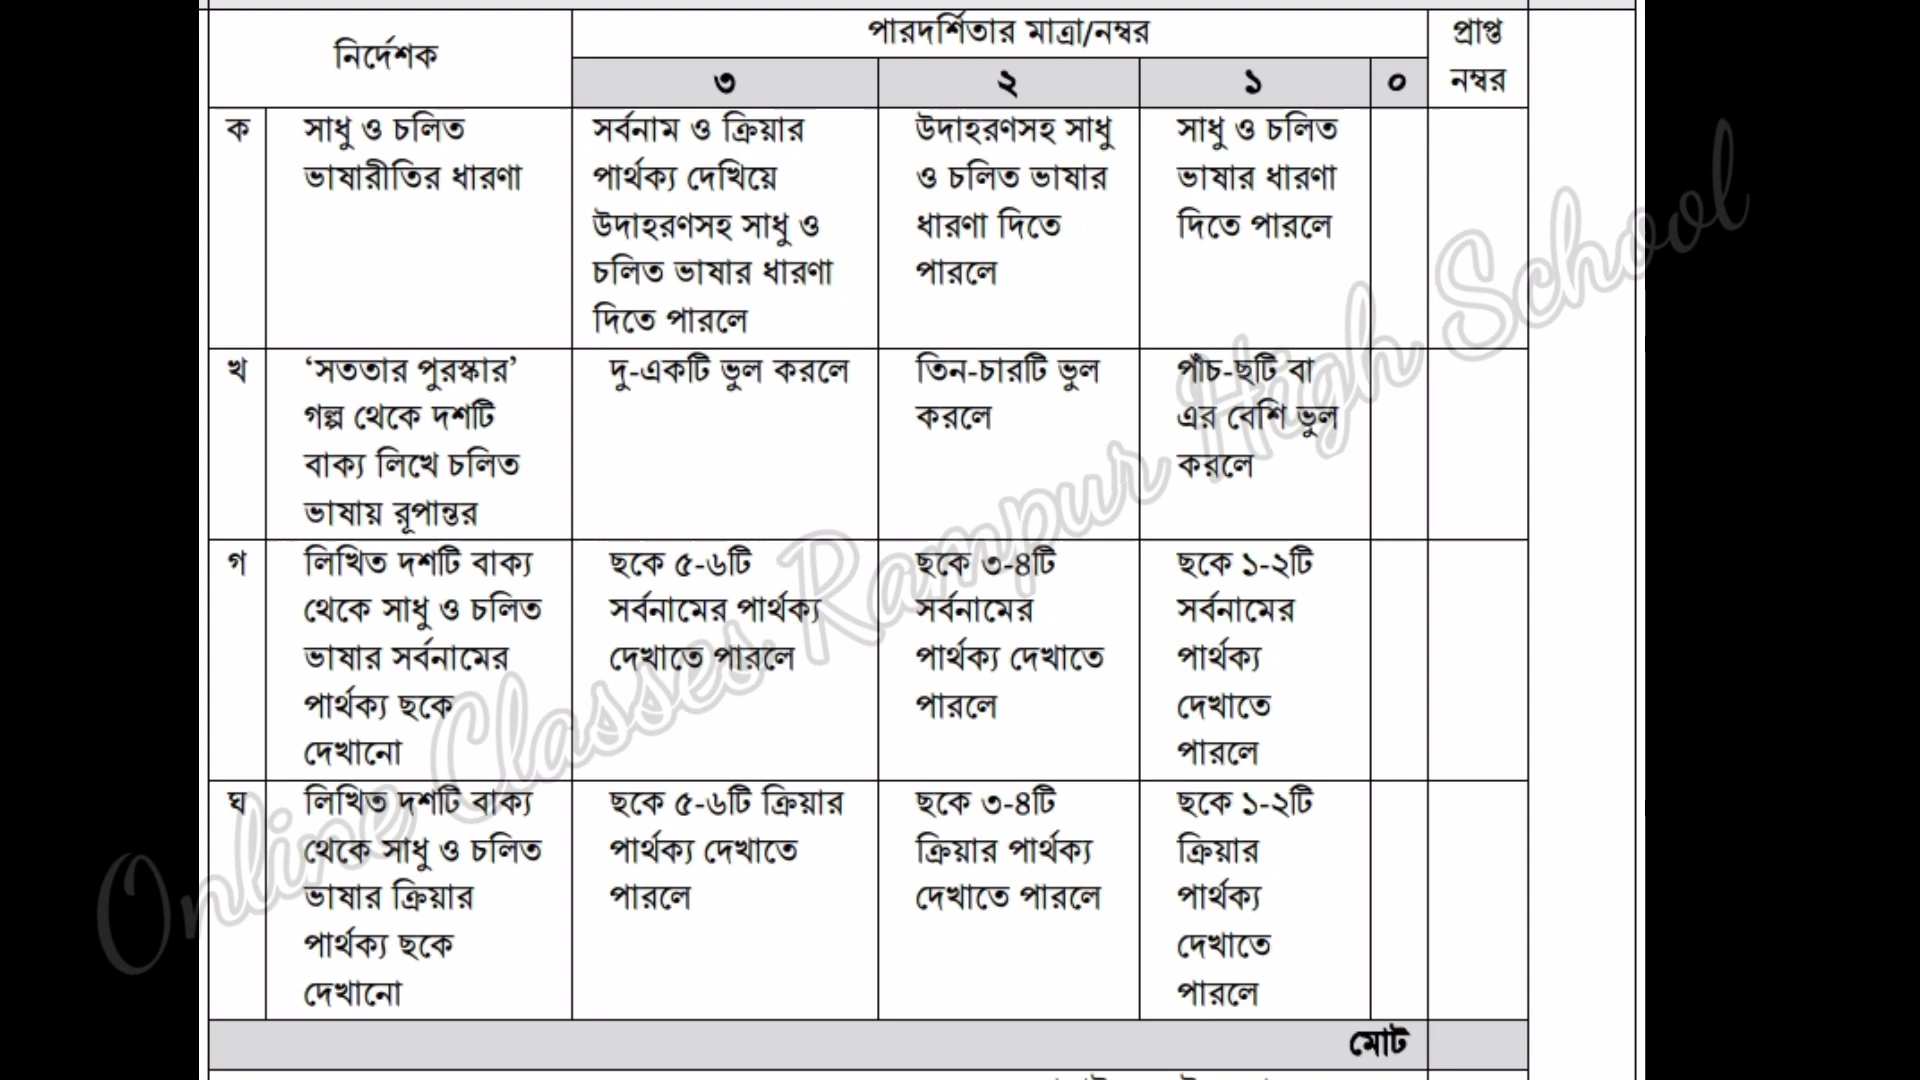 নির্দেশক
পারদর্শিতার মাত্রা/নম্বর
প্রাপ্ত
নম্বর
৩
২
১
০
ক
সাধু ও চলিত
ভাষারীতির ধারণা
সর্বনাম ও ক্রিয়ার
পার্থক্য দেখিয়ে
উদাহরণসহ সাধু ও
চলিত ভাষার ধারণা
দিতে পারলে
উদাহরণসহ সাধু
ও চলিত ভাষার
ধারণা দিতে
পারলে
সাধু ও চলিত
ভাষার ধারণা
দিতে পারলে
খ
‘সততার পুরস্কার’
গল্প থেকে দশটি
বাক্য লিখে চলিত
ভাষায় রূপান্তর
দু-একটি ভুল করলে
তিন-চারটি ভুল
করলে
পাঁচ-ছটি বা
এর বেশি ভুল
করলে
গ
লিখিত দশটি বাক্য
থেকে সাধু ও চলিত
ভাষার সর্বনামের
পার্থক্য ছকে
দেখানো
ছকে ৫-৬টি
সর্বনামের পার্থক্য
দেখাতে পারলে
ছকে ৩-৪টি
সর্বনামের
পার্থক্য দেখাতে
পারলে
ছকে ১-২টি
সর্বনামের
পার্থক্য
দেখাতে
পারলে
ঘ
লিখিত দশটি বাক্য
থেকে সাধু ও চলিত
ভাষার ক্রিয়ার
পার্থক্য ছকে
দেখানো
ছকে ৫-৬টি ক্রিয়ার
পার্থক্য দেখাতে
পারলে
ছকে ৩-৪টি
ক্রিয়ার পার্থক্য
দেখাতে পারলে
ছকে ১-২টি
ক্রিয়ার
পার্থক্য
দেখাতে
পারলে
মোট
Online Classes Rampur High School